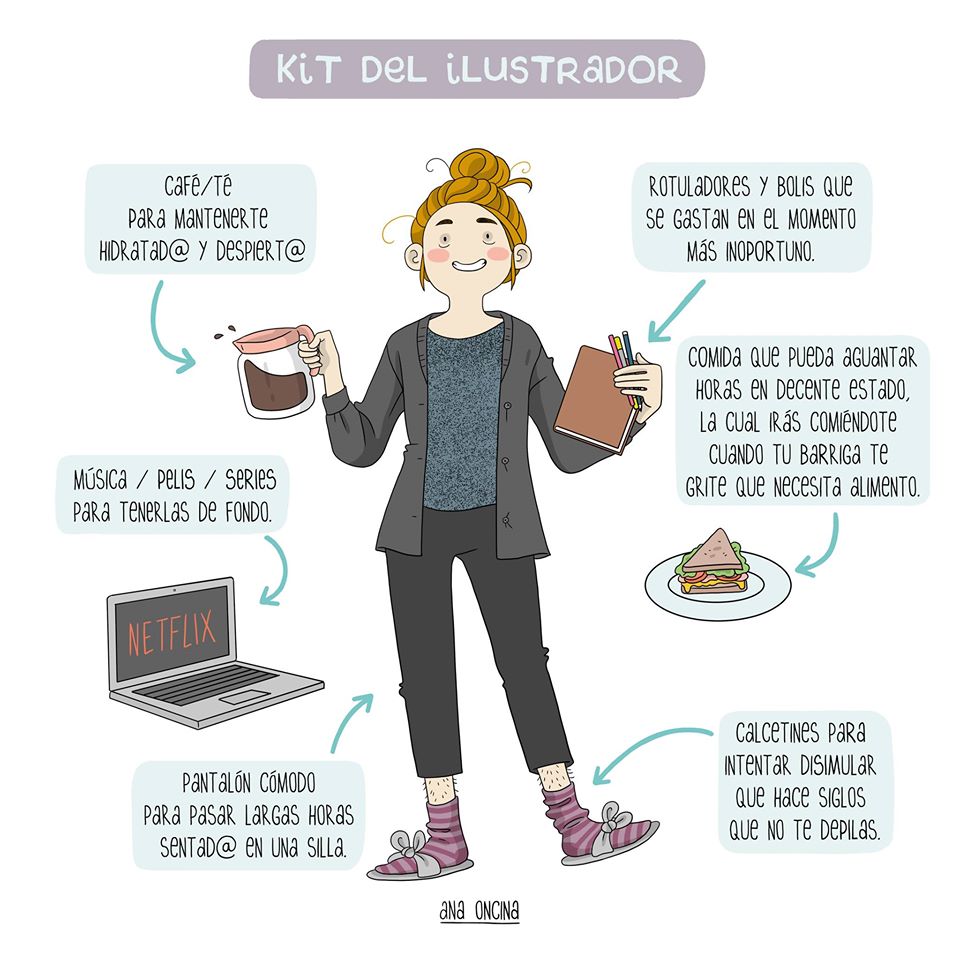 KiT DEL iLUSTRADOR
CAFÉ/TÉ
PARA MANTENERTE
HIDRATAD@ Y DESPIERT@
ROTULADORES Y BOLIS QUE
SE GASTAN EN EL MOMENTO
MÁS INOPORTUNO.
COMIDA QUE PUEDA AGUANTAR
HORAS EN DECENTE ESTADO,
LA CUAL IRÁS COMIÉNDOTE
CUANDO TU BARRIGA TE
GRITE QUE NECESITA ALIMENTO.
MÚSICA / PELIS / SERIES
PARA TENERLAS DE FONDO.
NETFLIX
PANTALÓN CÓMODO
PARA PASAR LARGAS HORAS
SENTAD@ EN UNA SILLA.
CALCETINES PARA
INTENTAR DISIMULAR
QUE HACE SIGLOS
QUE NO TE DEPILAS.
ANA ONCINA